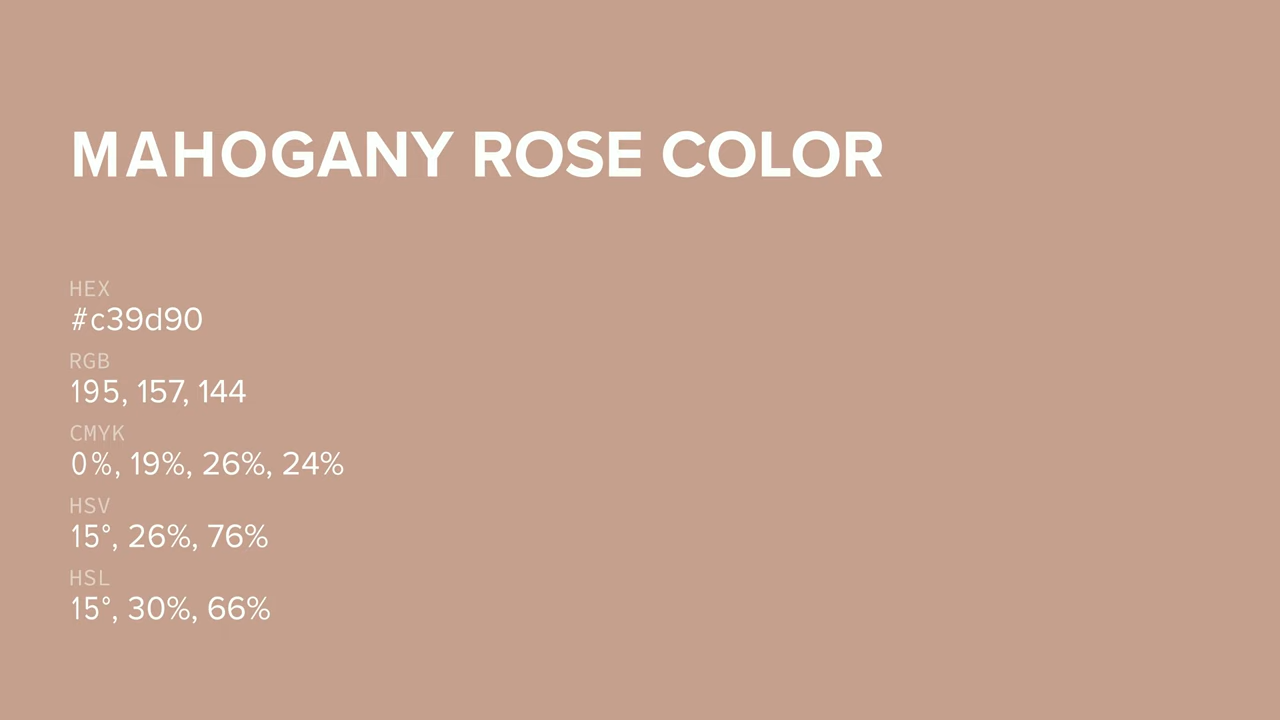 MAHOGANY ROSE COLOR
HEX
#c39d90
RGB
195, 157, 144
CMYK
0%, 19%, 26%, 24%
HSV
15°, 26%, 76%
HSL
15°, 30%, 66%